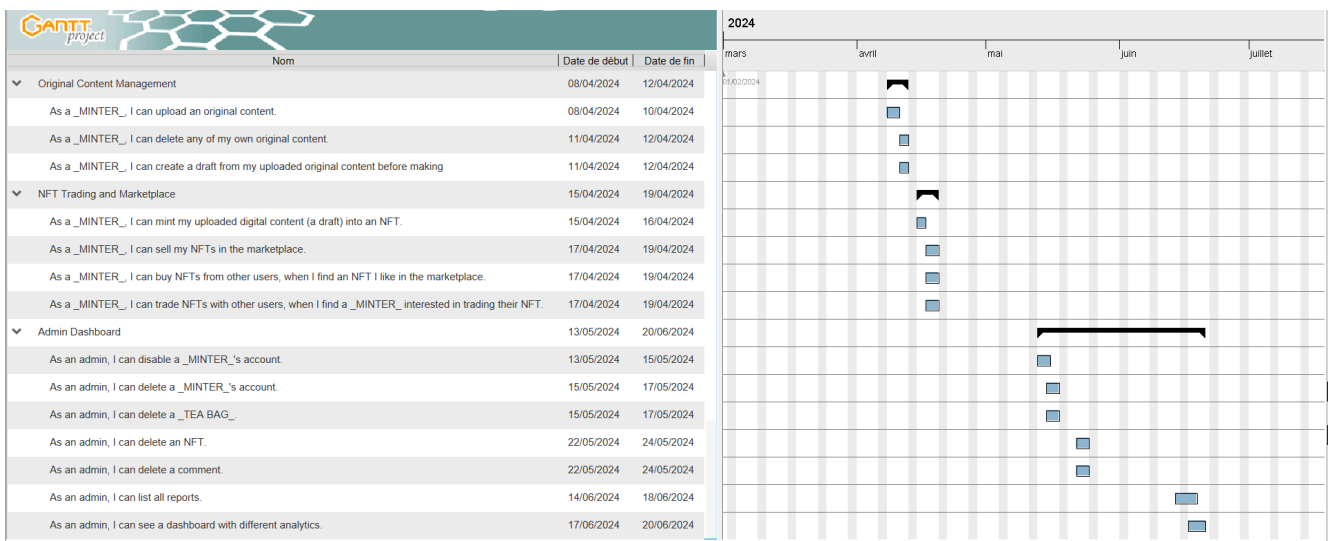 GANTT
project
2024
mars avril mai juin juillet
Nom Date de début Date de fin
01/02/2024
Original Content Management 08/04/2024 12/04/2024
As a _MINTER_, I can upload an original content. 08/04/2024 10/04/2024
As a _MINTER_, I can delete any of my own original content. 11/04/2024 12/04/2024
As a _MINTER_, I can create a draft from my uploaded original content before making 11/04/2024 12/04/2024
NFT Trading and Marketplace 15/04/2024 19/04/2024
As a _MINTER_, I can mint my uploaded digital content (a draft) into an NFT. 15/04/2024 16/04/2024
As a _MINTER_, I can sell my NFTs in the marketplace. 17/04/2024 19/04/2024
As a _MINTER_, I can buy NFTs from other users, when I find an NFT I like in the marketplace. 17/04/2024 19/04/2024
As a _MINTER_, I can trade NFTs with other users, when I find a _MINTER_ interested in trading their NFT. 17/04/2024 19/04/2024
Admin Dashboard 13/05/2024 20/06/2024
As an admin, I can disable a _MINTER_'s account. 13/05/2024 15/05/2024
As an admin, I can delete a _MINTER_'s account. 15/05/2024 17/05/2024
As an admin, I can delete a _TEA BAG_. 15/05/2024 17/05/2024
As an admin, I can delete an NFT. 22/05/2024 24/05/2024
As an admin, I can delete a comment. 22/05/2024 24/05/2024
As an admin, I can list all reports. 14/06/2024 18/06/2024
As an admin, I can see a dashboard with different analytics. 17/06/2024 20/06/2024